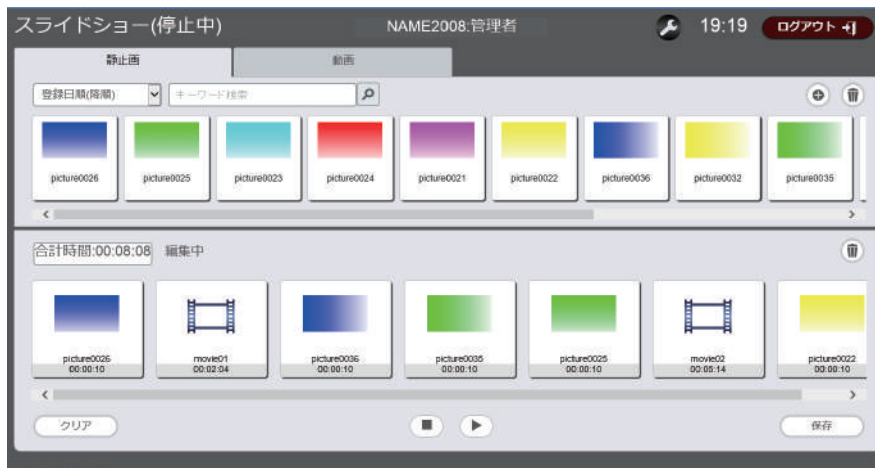 スライドショー(停止中)
NAME2008:管理者
19:19
ログアウト
静止画
動画
登録日順(降順)
キーワード検索
picture0026
picture0025
picture0023
picture0024
picture0021
picture0022
picture0036
picture0032
picture0035
合計時間:00:08:08
編集中
picture0026
00:00:10
movie01
00:02:04
picture0036
00:00:10
picture0035
00:00:10
picture0025
00:00:10
movie02
00:05:14
picture0022
00:00:10
クリア
保存